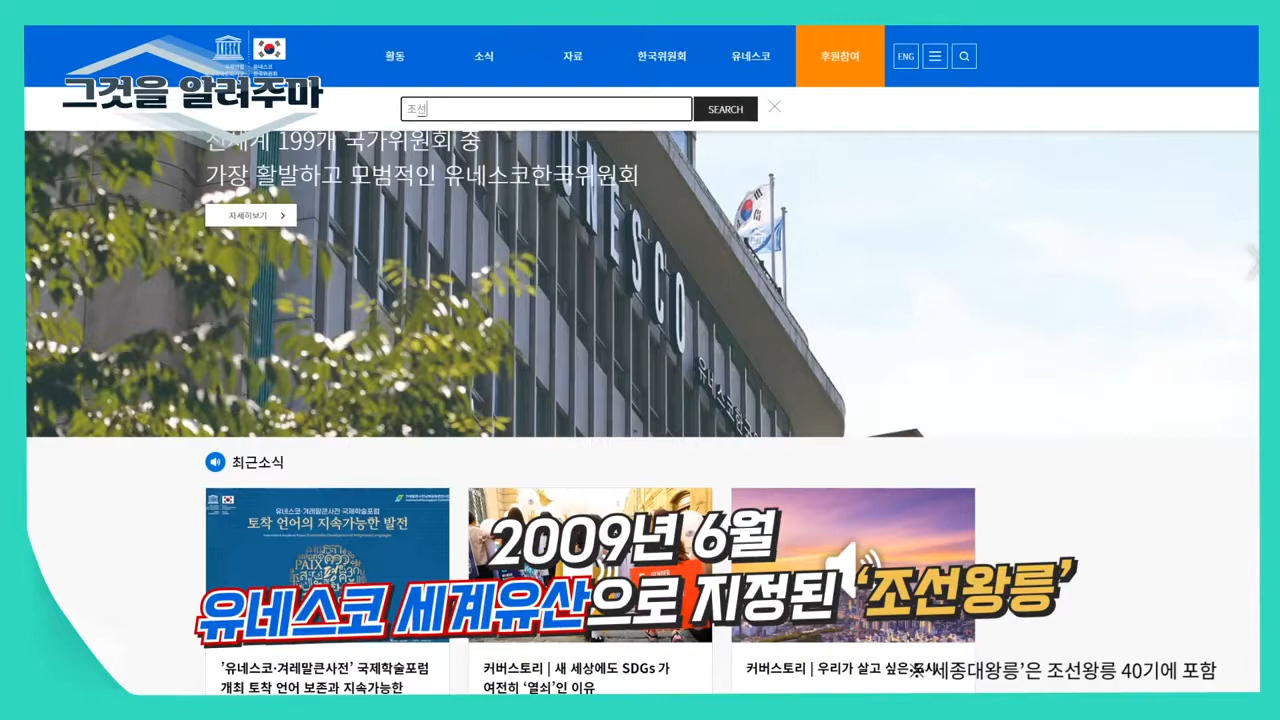 활동 소식 자료 한국위원회 유네스코 후원참여 ENG
그것을 알려주마
조선 SEARCH
전세계 199개 국가위원회 중
가장 활발하고 모범적인 유네스코한국위원회
자세히보기
UNESCO
최근소식
유네스코·겨레말큰사전 국제학술포럼
토착 언어의 지속가능한 발전
2009년 6월
유네스코 세계유산으로 지정된 ‘조선왕릉’
’유네스코·겨레말큰사전’ 국제학술포럼
개최 토착 언어 보존과 지속가능한
커버스토리 | 새 세상에도 SDGs 가
여전히 ‘열쇠’인 이유
커버스토리 | 우리가 살고 싶은 도시
※ ‘세종대왕릉’은 조선왕릉 40기에 포함